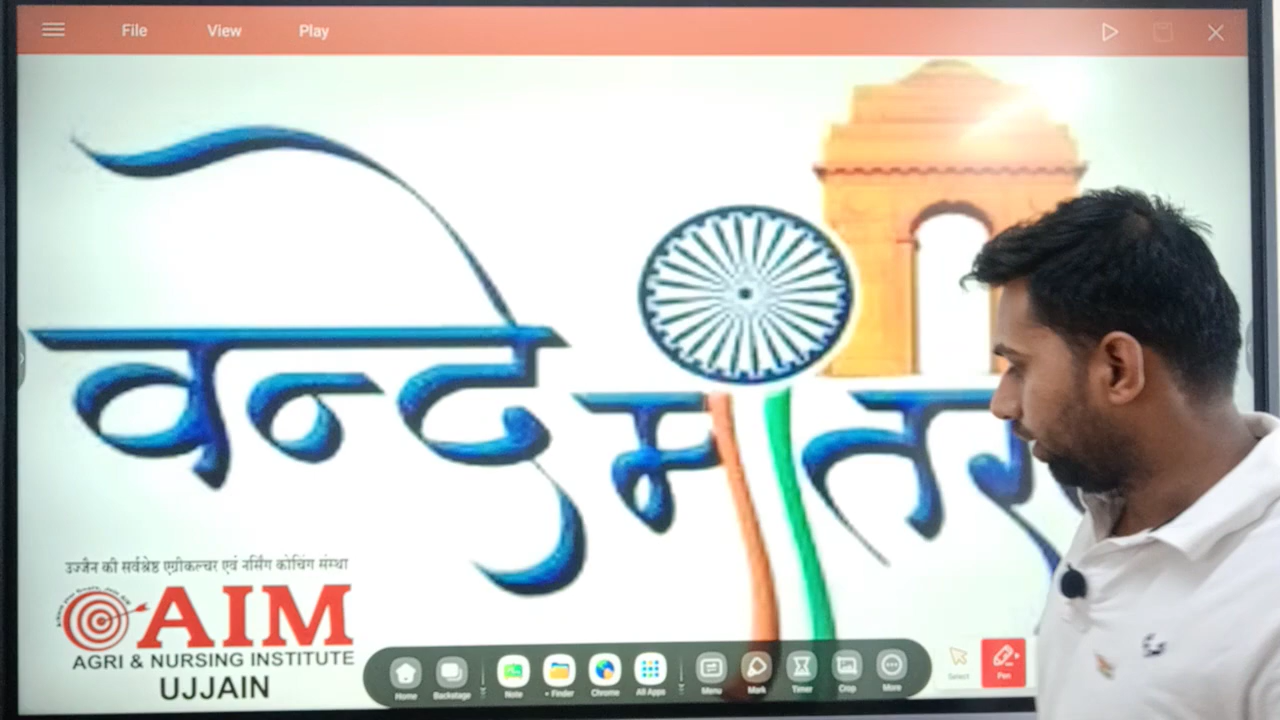 File View Play
वन्दे मातर
उज्जैन की सर्वश्रेष्ठ एग्रीकल्चर एवं नर्सिंग कोचिंग संस्था
AIM
AGRI & NURSING INSTITUTE
UJJAIN
Home Backstage Note Finder Chrome All Apps Menu Mark Timer Crop More Select Pen